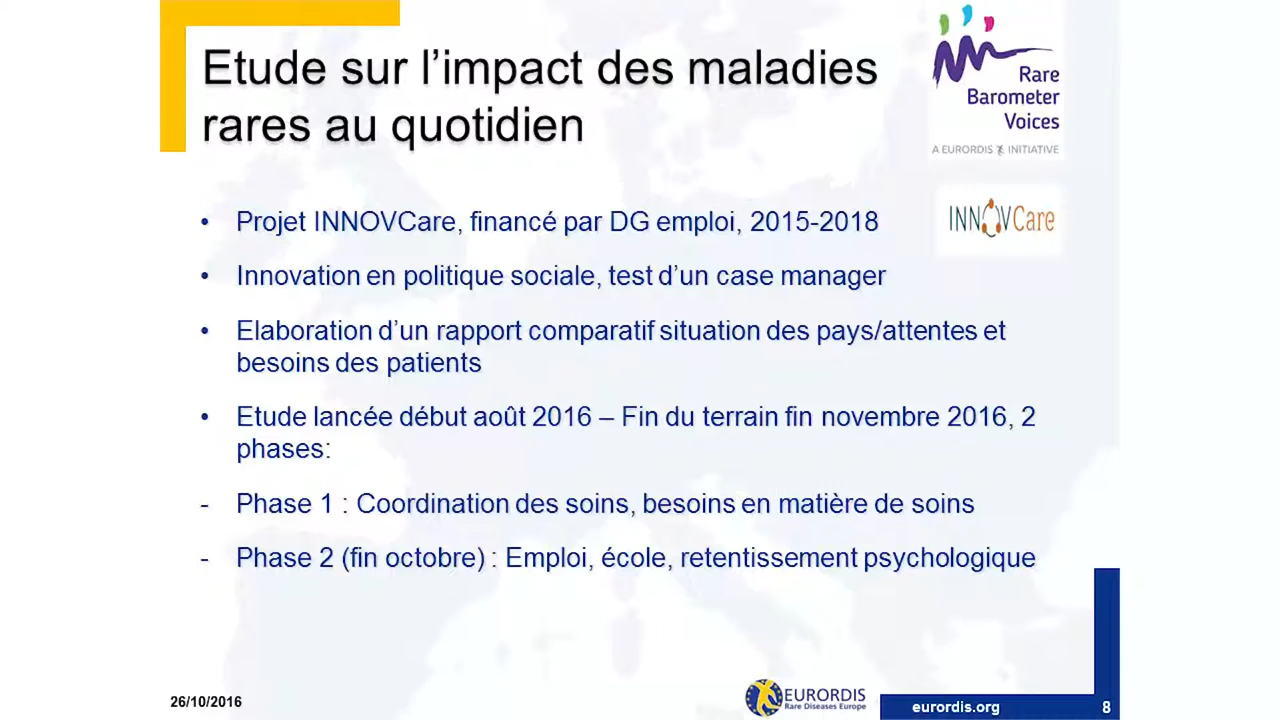 Etude sur l’impact des maladies
rares au quotidien
Rare
Barometer
Voices
A EURORDIS INITIATIVE
INNOVCare
• Projet INNOVCare, financé par DG emploi, 2015-2018
• Innovation en politique sociale, test d’un case manager
• Elaboration d’un rapport comparatif situation des pays/attentes et
besoins des patients
• Etude lancée début août 2016 – Fin du terrain fin novembre 2016, 2
phases:
- Phase 1 : Coordination des soins, besoins en matière de soins
- Phase 2 (fin octobre) : Emploi, école, retentissement psychologique
26/10/2016
EURORDIS
Rare Diseases Europe
eurordis.org
8